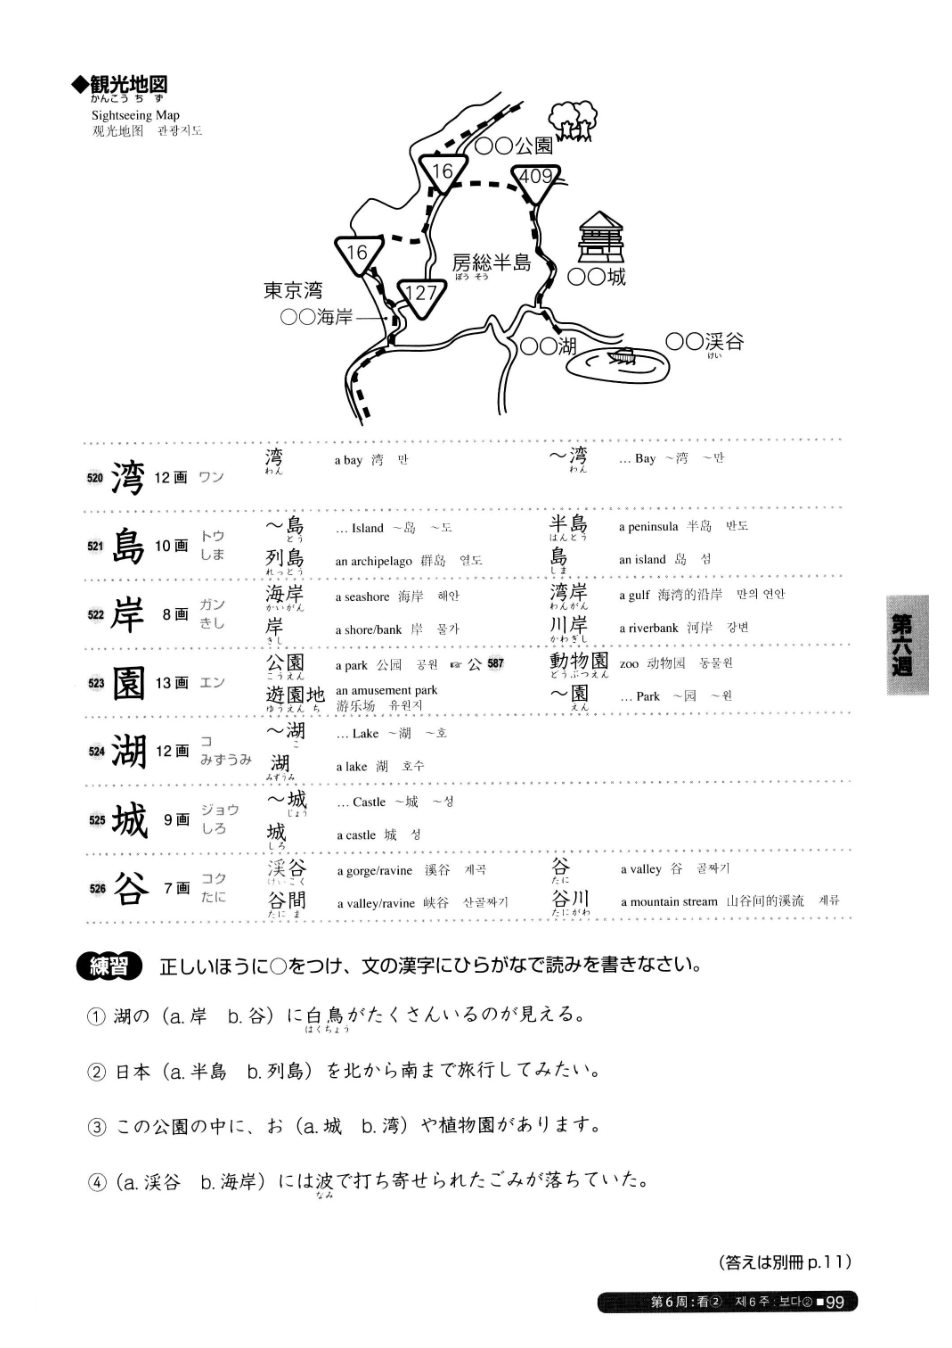 ◆観光地図
かんこう ち ず
Sightseeing Map
观光地图 관광지도
〇〇公園
16
409
〇〇城
16
房総半島
ぼう そう
127
東京湾
〇〇海岸
〇〇湖
〇〇渓谷
けい
520 湾 12画 ワン
湾 a bay 湾 만
わん
～湾 … Bay ～湾 ～만
わん
521 島 10画 トウ しま
～島 … Island ～岛 ～도
とう
半島 a peninsula 半岛 반도
はんとう
列島 an archipelago 群岛 열도
れっとう
島 an island 岛 섬
しま
522 岸 8画 ガン きし
海岸 a seashore 海岸 해안
かいがん
湾岸 a gulf 海湾的沿岸 만의 연안
わんがん
岸 a shore/bank 岸 물가
きし
川岸 a riverbank 河岸 강변
かわぎし
523 園 13画 エン
公園 a park 公园 공원 ☞ 公 587
こうえん
動物園 zoo 动物园 동물원
どうぶつえん
遊園地 an amusement park 游乐场 유원지
ゆうえん ち
～園 … Park ～园 ～원
えん
524 湖 12画 コ みずうみ
～湖 … Lake ～湖 ～호
こ
湖 a lake 湖 호수
みずうみ
525 城 9画 ジョウ しろ
～城 … Castle ～城 ～성
じょう
城 a castle 城 성
しろ
526 谷 7画 コク たに
渓谷 a gorge/ravine 溪谷 계곡
けいこく
谷 a valley 谷 골짜기
たに
谷間 a valley/ravine 峡谷 산골짜기
たに ま
谷川 a mountain stream 山谷间的溪流 계류
たにがわ
第六週
練習 正しいほうに〇をつけ、文の漢字にひらがなで読みを書きなさい。
① 湖の（a. 岸 b. 谷）に白鳥がたくさんいるのが見える。
はくちょう
② 日本（a. 半島 b. 列島）を北から南まで旅行してみたい。
③ この公園の中に、お（a. 城 b. 湾）や植物園があります。
④（a. 渓谷 b. 海岸）には波で打ち寄せられたごみが落ちていた。
なみ
（答えは別冊 p.11）
第6周：看② 제6주 : 보다② ■99